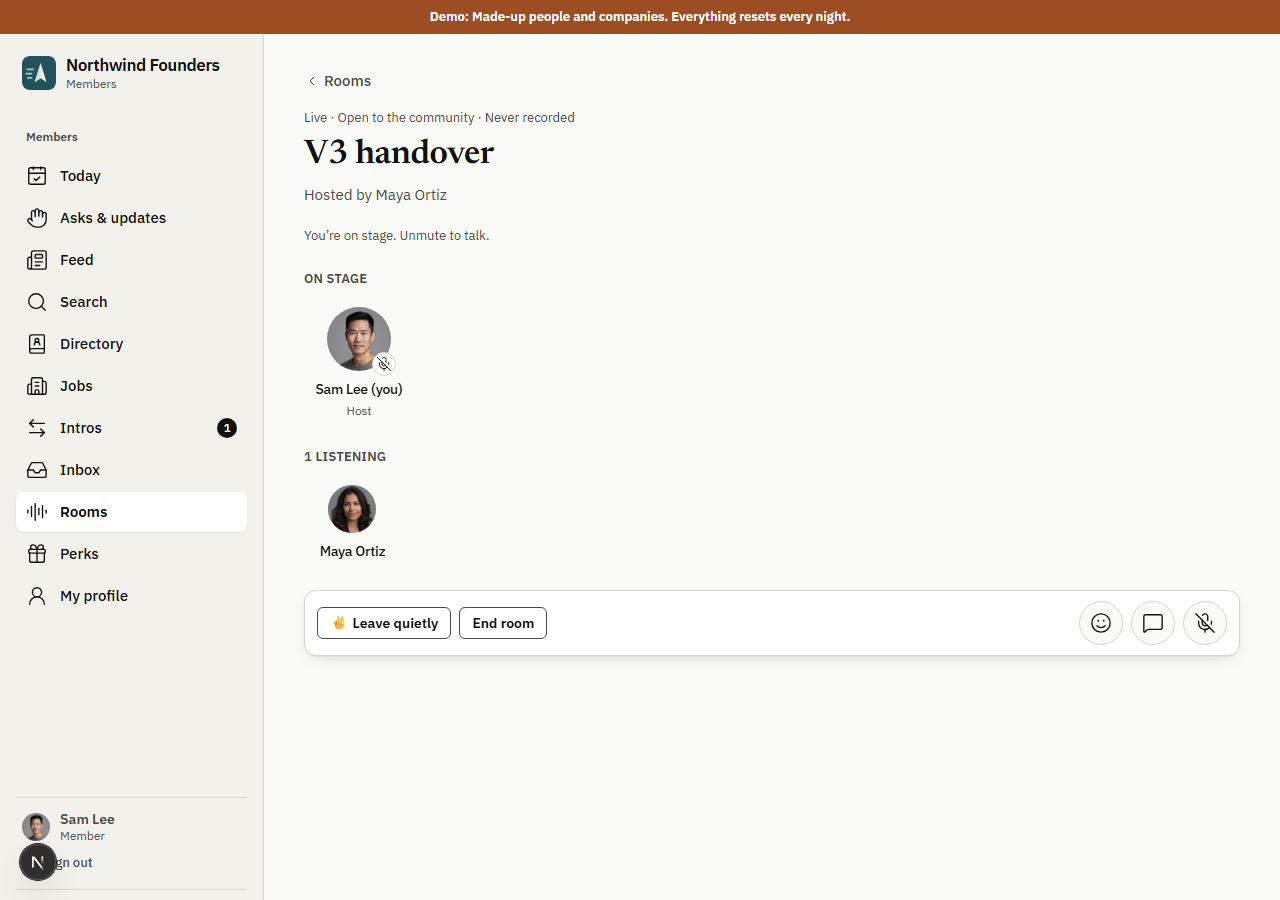 Demo: Made-up people and companies. Everything resets every night.
Northwind Founders
Members
Members
Today
Asks & updates
Feed
Search
Directory
Jobs
Intros
1
Inbox
Rooms
Perks
My profile
Sam Lee
Member
N
gn out
Rooms
Live · Open to the community · Never recorded
V3 handover
Hosted by Maya Ortiz
You’re on stage. Unmute to talk.
ON STAGE
Sam Lee (you)
Host
1 LISTENING
Maya Ortiz
Leave quietly
End room